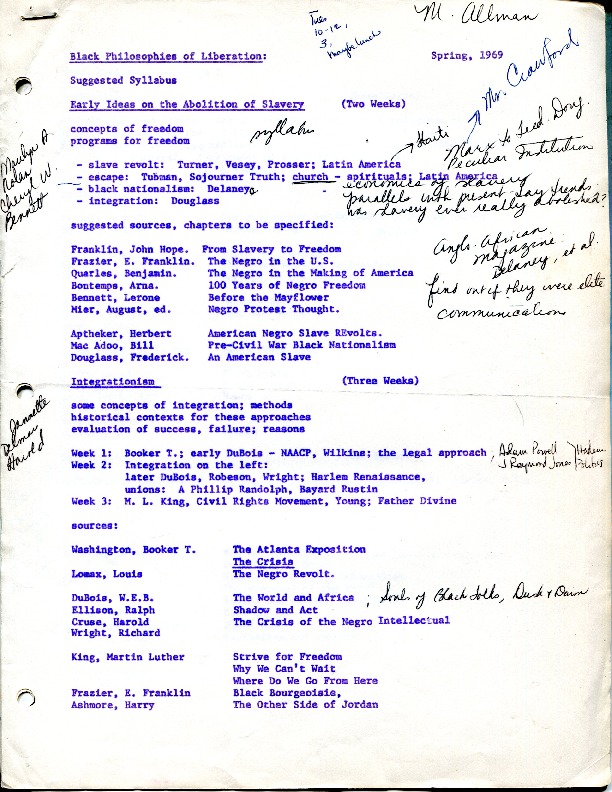 M. Allman
Tues
10-12,
3,
maybe lunch
Black Philosophies of Liberation: Spring, 1969
Mr. Crawford
Suggested Syllabus
Early Ideas on the Abolition of Slavery (Two Weeks)
concepts of freedom
programs for freedom
syllabus
Haiti
Marx to Fred. Doug.
Peculiar Institution
- slave revolt: Turner, Vesey, Prosser; Latin America
- escape: Tubman, Sojourner Truth; church - spirituals; Latin America
- black nationalism: Delaney
- integration: Douglass
economics of slavery
parallels with present day trends
was slavery ever really abolished?
Marilyn A
Nolan
Cheryl W.
Bennett
suggested sources, chapters to be specified:
Anglo-African
magazine
Delaney, et al.
find out if they were elite
communication
Franklin, John Hope. From Slavery to Freedom
Frazier, E. Franklin. The Negro in the U.S.
Quarles, Benjamin. The Negro in the Making of America
Bontemps, Arna. 100 Years of Negro Freedom
Bennett, Lerone Before the Mayflower
Mier, August, ed. Negro Protest Thought.
Aptheker, Herbert American Negro Slave REvolts.
Mac Adoo, Bill Pre-Civil War Black Nationalism
Douglass, Frederick. An American Slave
Integrationism (Three Weeks)
Jannette
Delmar
Harold
some concepts of integration; methods
historical contexts for these approaches
evaluation of success, failure; reasons
Week 1: Booker T.; early DuBois - NAACP, Wilkins; the legal approach, Adam Powell
J Raymond Jones } Harlem
Politics
Week 2: Integration on the left:
later DuBois, Robeson, Wright; Harlem Renaissance,
unions: A Phillip Randolph, Bayard Rustin
Week 3: M. L. King, Civil Rights Movement, Young; Father Divine
sources:
Washington, Booker T. The Atlanta Exposition
The Crisis
Lomax, Louis The Negro Revolt.
DuBois, W.E.B. The World and Africa ; Souls of Black Folks, Dusk & Dawn
Ellison, Ralph Shadow and Act
Cruse, Harold The Crisis of the Negro Intellectual
Wright, Richard
King, Martin Luther Strive for Freedom
Why We Can't Wait
Where Do We Go From Here
Frazier, E. Franklin Black Bourgeoisie,
Ashmore, Harry The Other Side of Jordan